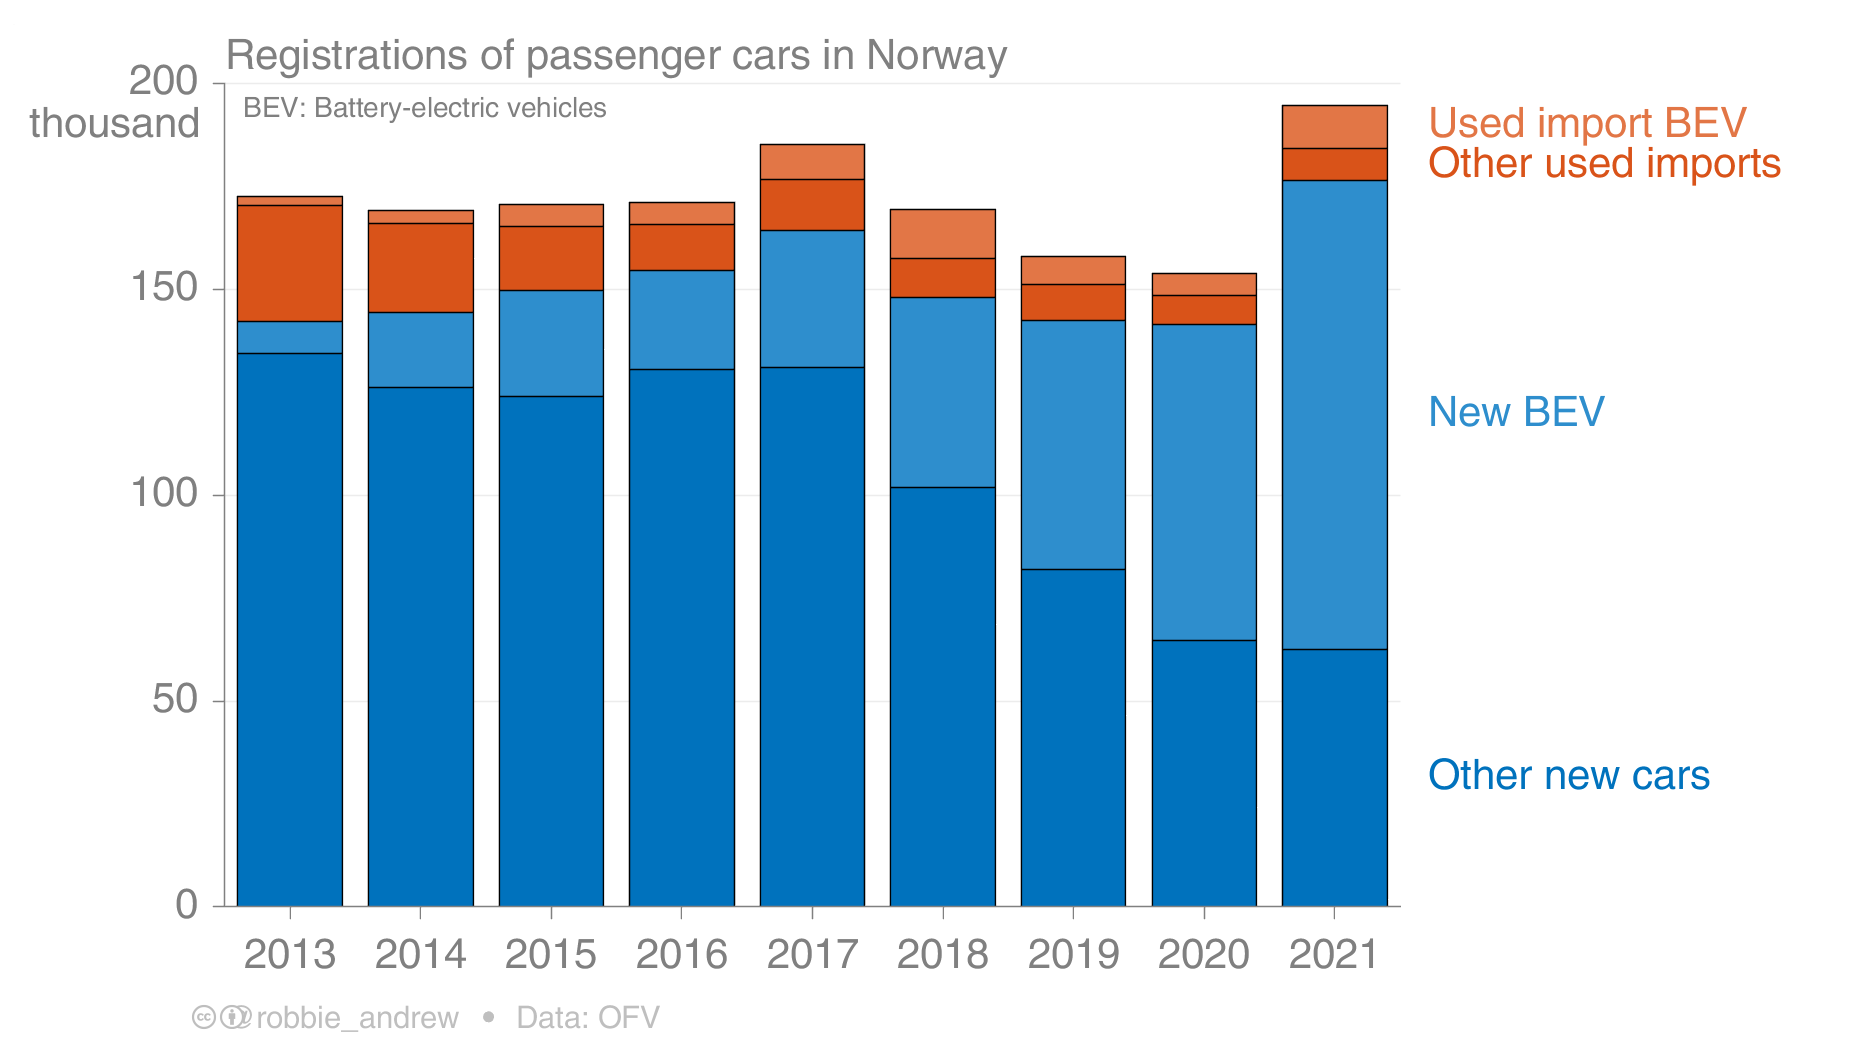 Registrations of passenger cars in Norway
200
thousand
BEV: Battery-electric vehicles
150
100
50
0
2013 2014 2015 2016 2017 2018 2019 2020 2021
Used import BEV
Other used imports
New BEV
Other new cars
cc @robbie_andrew • Data: OFV